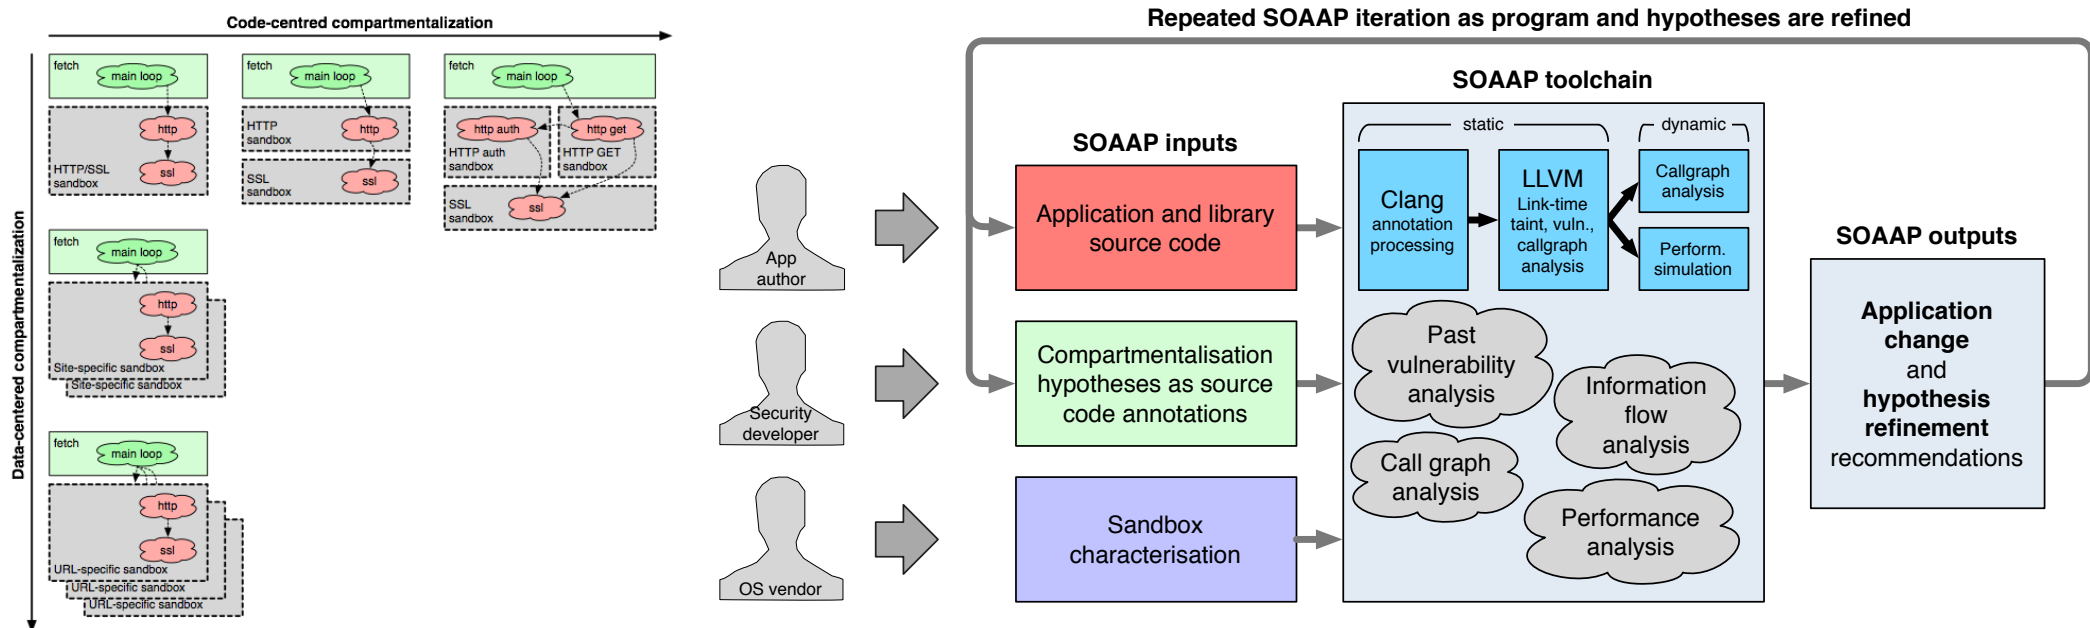 Code-centred compartmentalization
Data-centered compartmentalization
fetch
main loop
http
ssl
HTTP/SSL
sandbox
fetch
main loop
HTTP
sandbox
http
SSL
sandbox
ssl
fetch
main loop
http auth
HTTP auth
sandbox
http get
HTTP GET
sandbox
SSL
sandbox
ssl
fetch
main loop
http
ssl
Site-specific sandbox
Site-specific sandbox
fetch
main loop
http
ssl
URL-specific sandbox
URL-specific sandbox
URL-specific sandbox
Repeated SOAAP iteration as program and hypotheses are refined
App
author
Security
developer
OS vendor
SOAAP inputs
Application and library
source code
Compartmentalisation
hypotheses as source
code annotations
Sandbox
characterisation
SOAAP toolchain
static
dynamic
Clang
annotation
processing
LLVM
Link-time
taint, vuln.,
callgraph
analysis
Callgraph
analysis
Perform.
simulation
Past
vulnerability
analysis
Information
flow
analysis
Call graph
analysis
Performance
analysis
SOAAP outputs
Application
change
and
hypothesis
refinement
recommendations